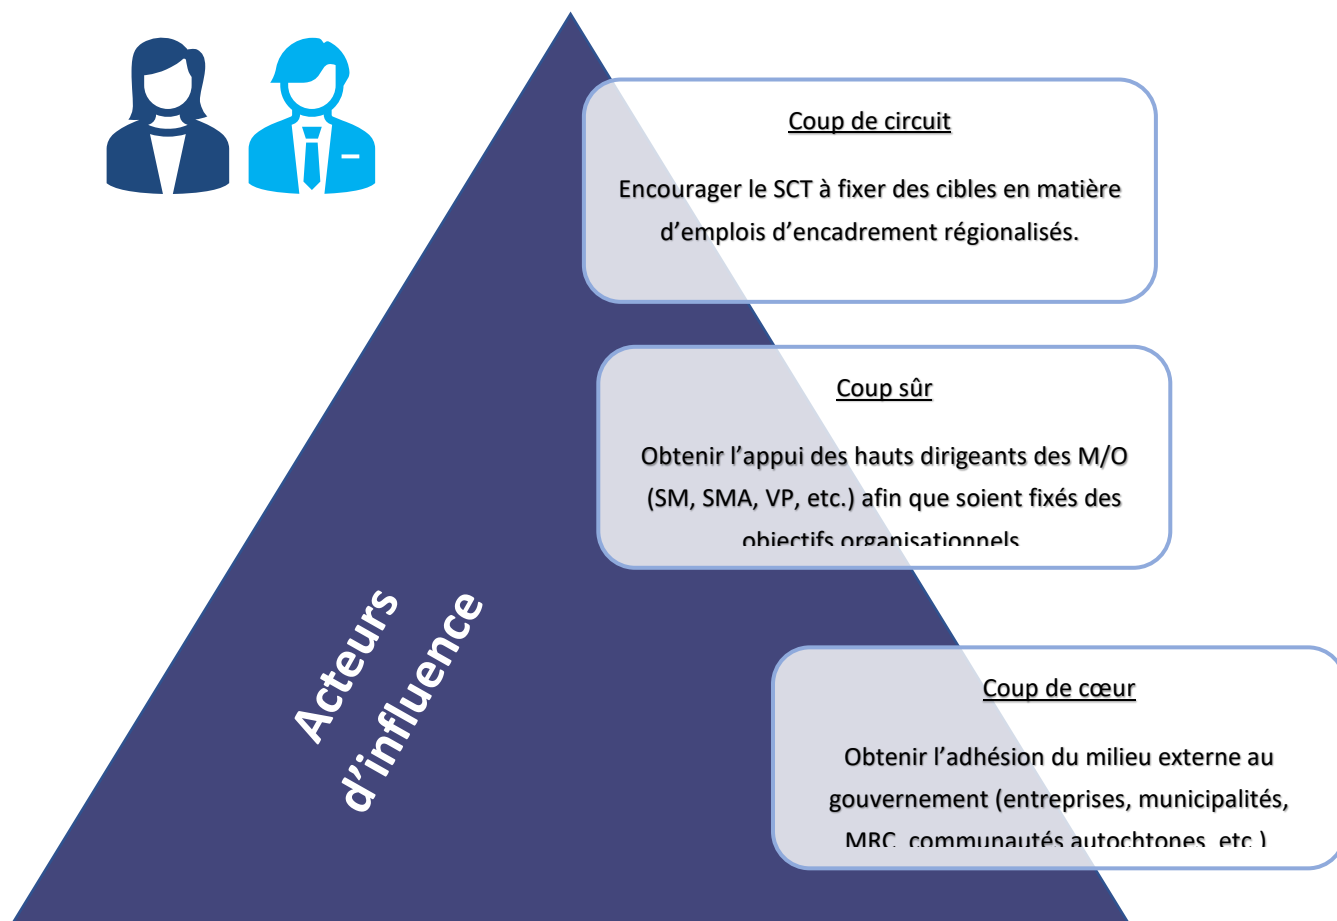 Coup de circuit
Encourager le SCT à fixer des cibles en matière
d'emplois d'encadrement régionalisés.
Coup sûr
Obtenir l'appui des hauts dirigeants des M/O
(SM, SMA, VP, etc.) afin que soient fixés des
objectifs organisationnels
Acteurs
d'influence
Coup de cœur
Obtenir l'adhésion du milieu externe au
gouvernement (entreprises, municipalités,
MRC, communautés autochtones, etc.)